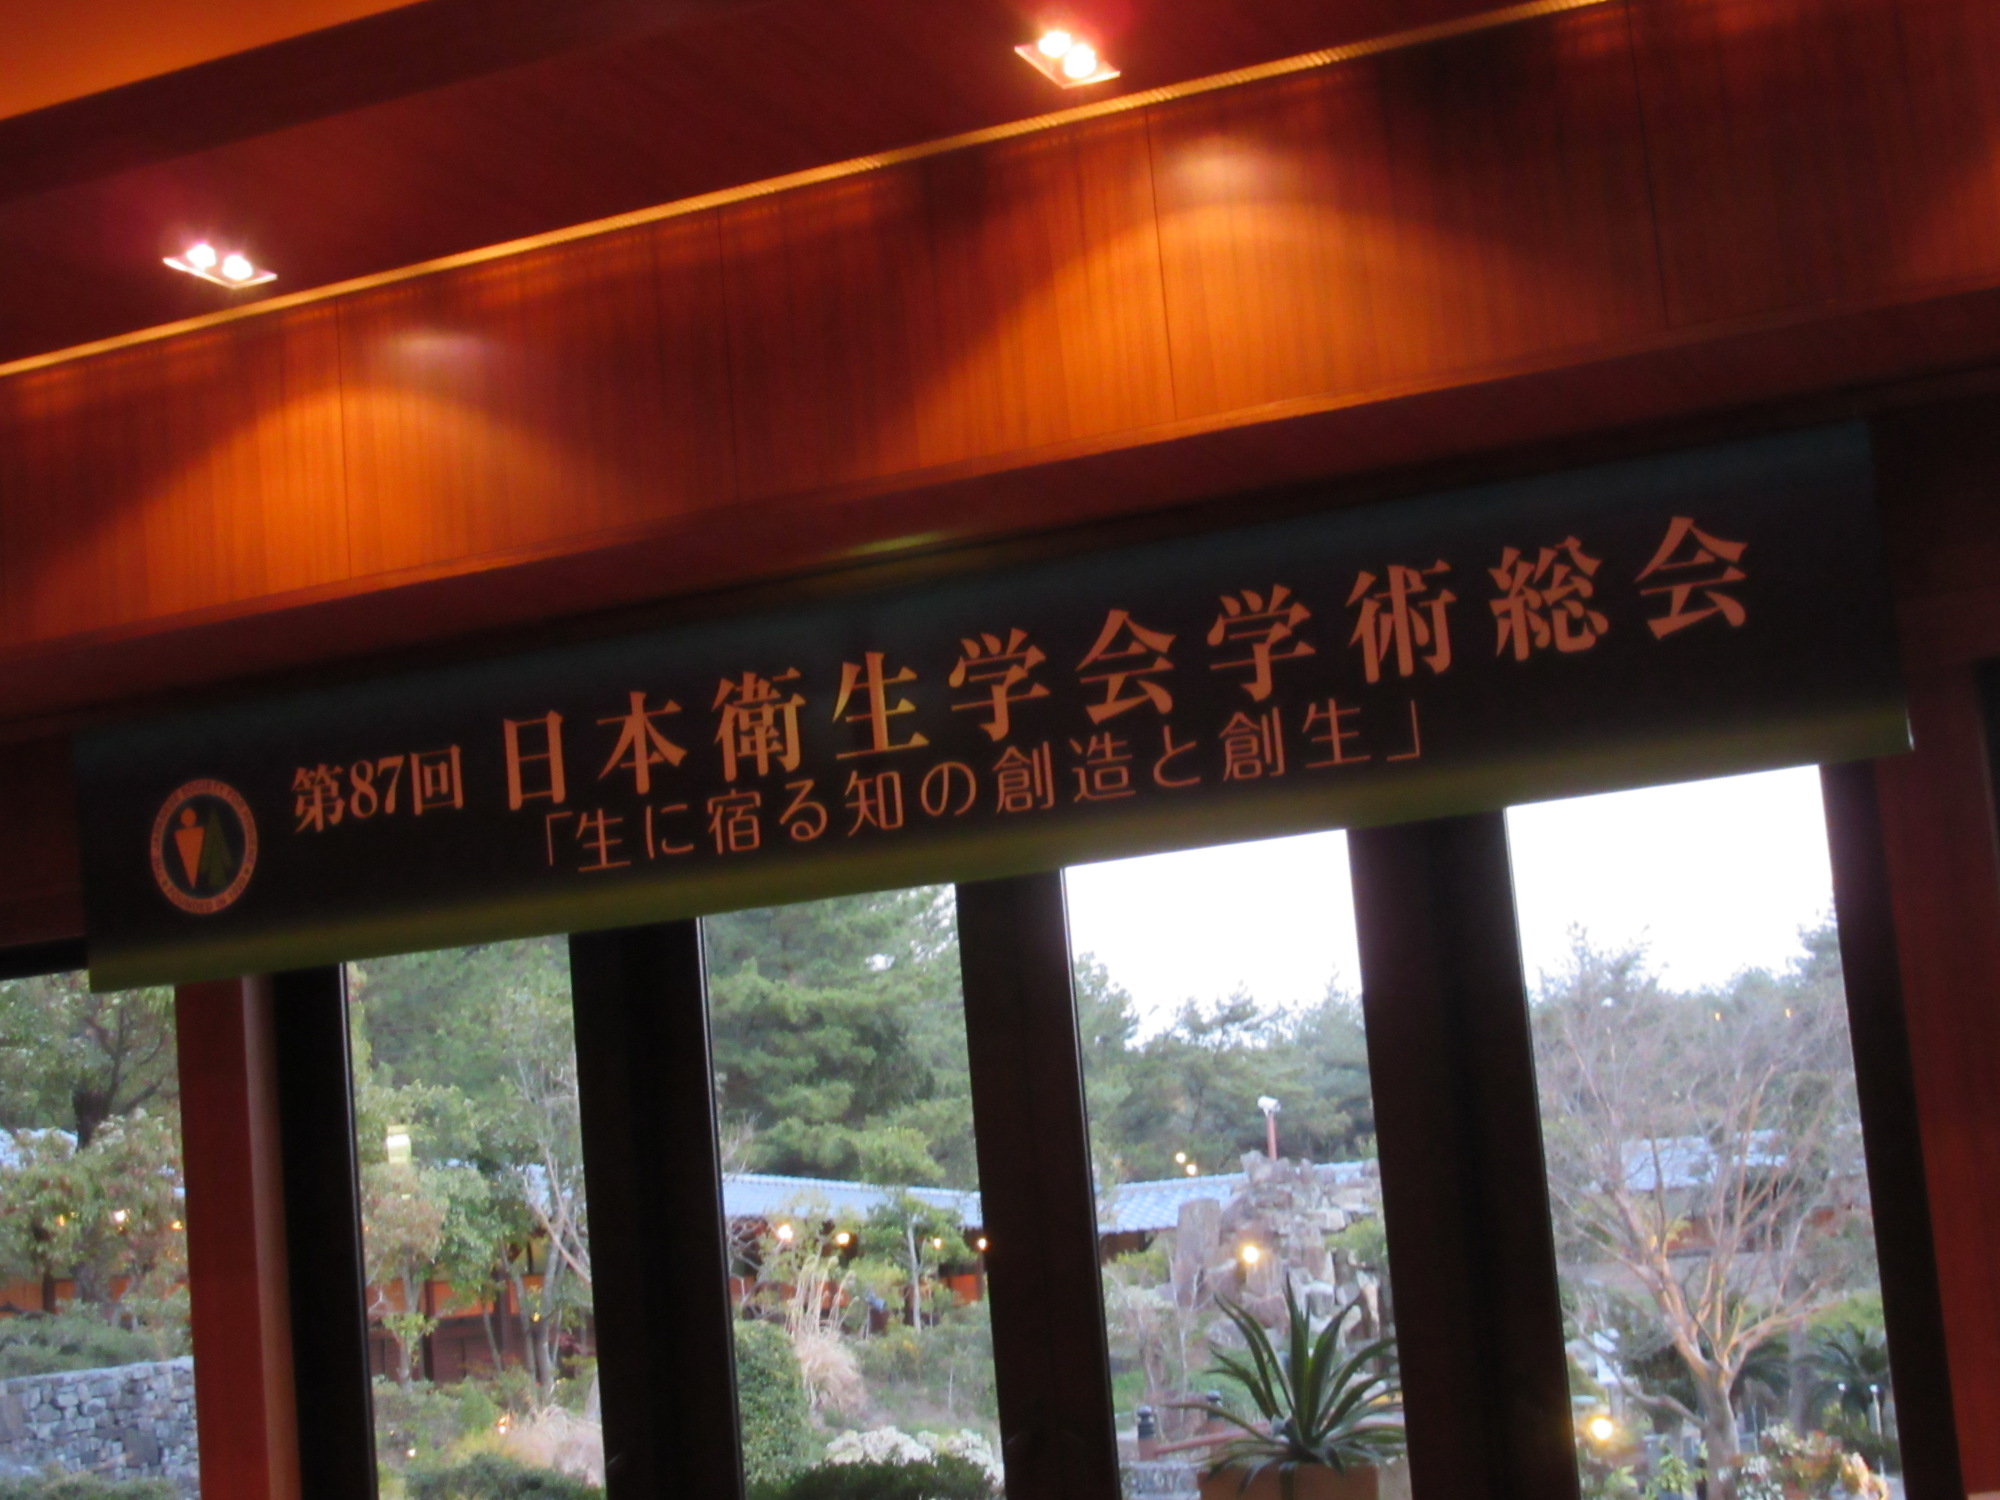 第87回 日本衛生学会学術総会
「生に宿る知の創造と創生」